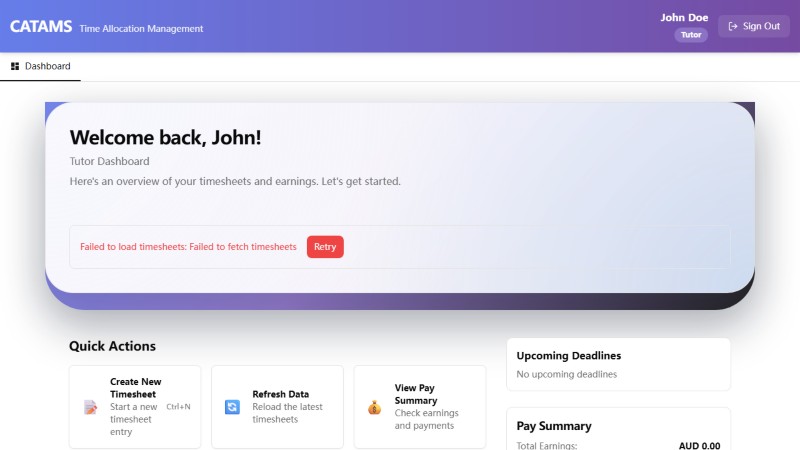 CATAMS Time Allocation Management
John Doe
Tutor
Sign Out
Dashboard
Welcome back, John!
Tutor Dashboard
Here's an overview of your timesheets and earnings. Let's get started.
Failed to load timesheets: Failed to fetch timesheets Retry
Quick Actions
Create New
Timesheet
Start a new
timesheet
entry
Ctrl+N
Refresh Data
Reload the latest
timesheets
View Pay
Summary
Check earnings
and payments
Upcoming Deadlines
No upcoming deadlines
Pay Summary
Total Earnings: AUD 0.00